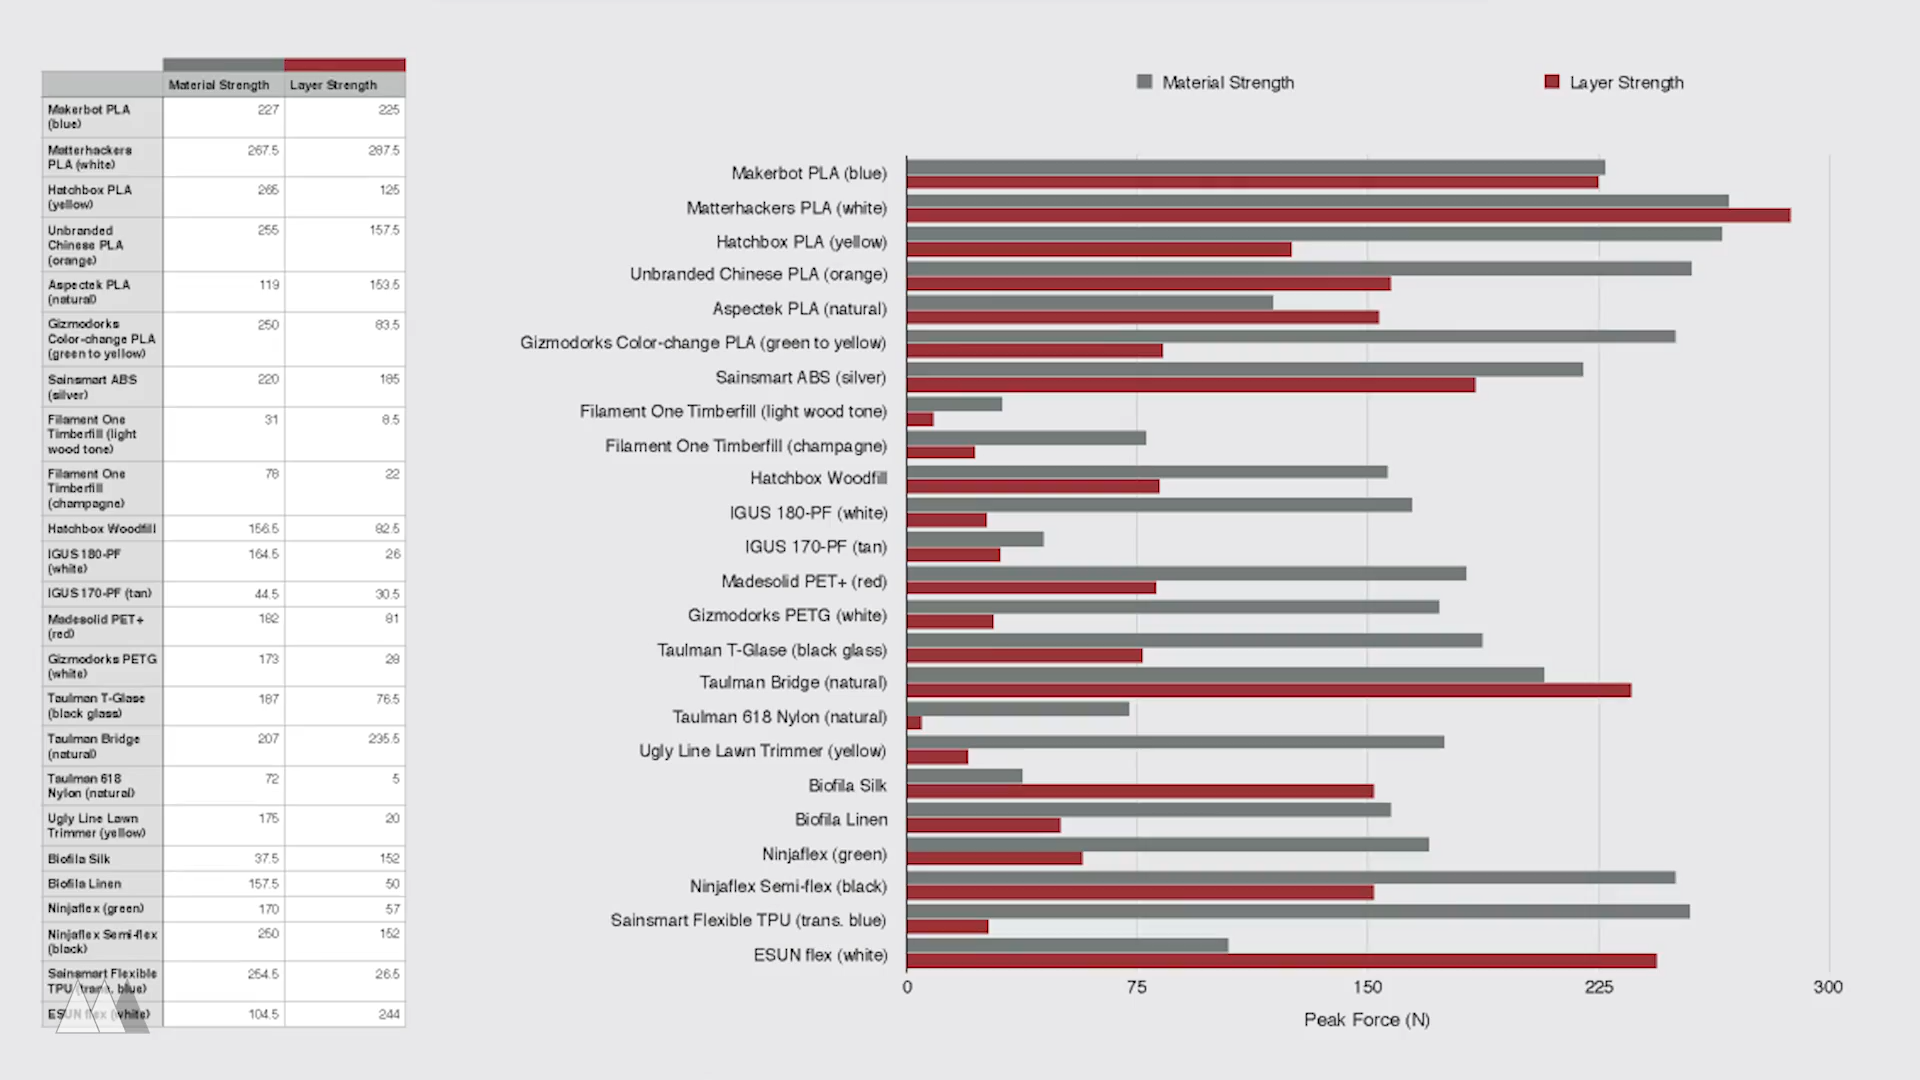 Material Strength Layer Strength
Makerbot PLA 227 225
(blue)
Matterhackers 267.5 287.5
PLA (white)
Hatchbox PLA 265 125
(yellow)
Unbranded 255 157.5
Chinese PLA
(orange)
Aspectek PLA 119 153.5
(natural)
Gizmodorks 250 83.5
Color-change PLA
(green to yellow)
Sainsmart ABS 220 185
(silver)
Filament One 31 8.5
Timberfill (light
wood tone)
Filament One 78 22
Timberfill
(champagne)
Hatchbox Woodfill 156.5 82.5
IGUS 180-PF 164.5 26
(white)
IGUS 170-PF (tan) 44.5 30.5
Madesolid PET+ 182 81
(red)
Gizmodorks PETG 173 28
(white)
Taulman T-Glase 187 76.5
(black glass)
Taulman Bridge 207 235.5
(natural)
Taulman 618 72 5
Nylon (natural)
Ugly Line Lawn 175 20
Trimmer (yellow)
Biofila Silk 37.5 152
Biofila Linen 157.5 50
Ninjaflex (green) 170 57
Ninjaflex Semi-flex 250 152
(black)
Sainsmart Flexible 254.5 26.5
TPU (trans. blue)
ESUN flex (white) 104.5 244
Material Strength Layer Strength
Makerbot PLA (blue)
Matterhackers PLA (white)
Hatchbox PLA (yellow)
Unbranded Chinese PLA (orange)
Aspectek PLA (natural)
Gizmodorks Color-change PLA (green to yellow)
Sainsmart ABS (silver)
Filament One Timberfill (light wood tone)
Filament One Timberfill (champagne)
Hatchbox Woodfill
IGUS 180-PF (white)
IGUS 170-PF (tan)
Madesolid PET+ (red)
Gizmodorks PETG (white)
Taulman T-Glase (black glass)
Taulman Bridge (natural)
Taulman 618 Nylon (natural)
Ugly Line Lawn Trimmer (yellow)
Biofila Silk
Biofila Linen
Ninjaflex (green)
Ninjaflex Semi-flex (black)
Sainsmart Flexible TPU (trans. blue)
ESUN flex (white)
0 75 150 225 300
Peak Force (N)